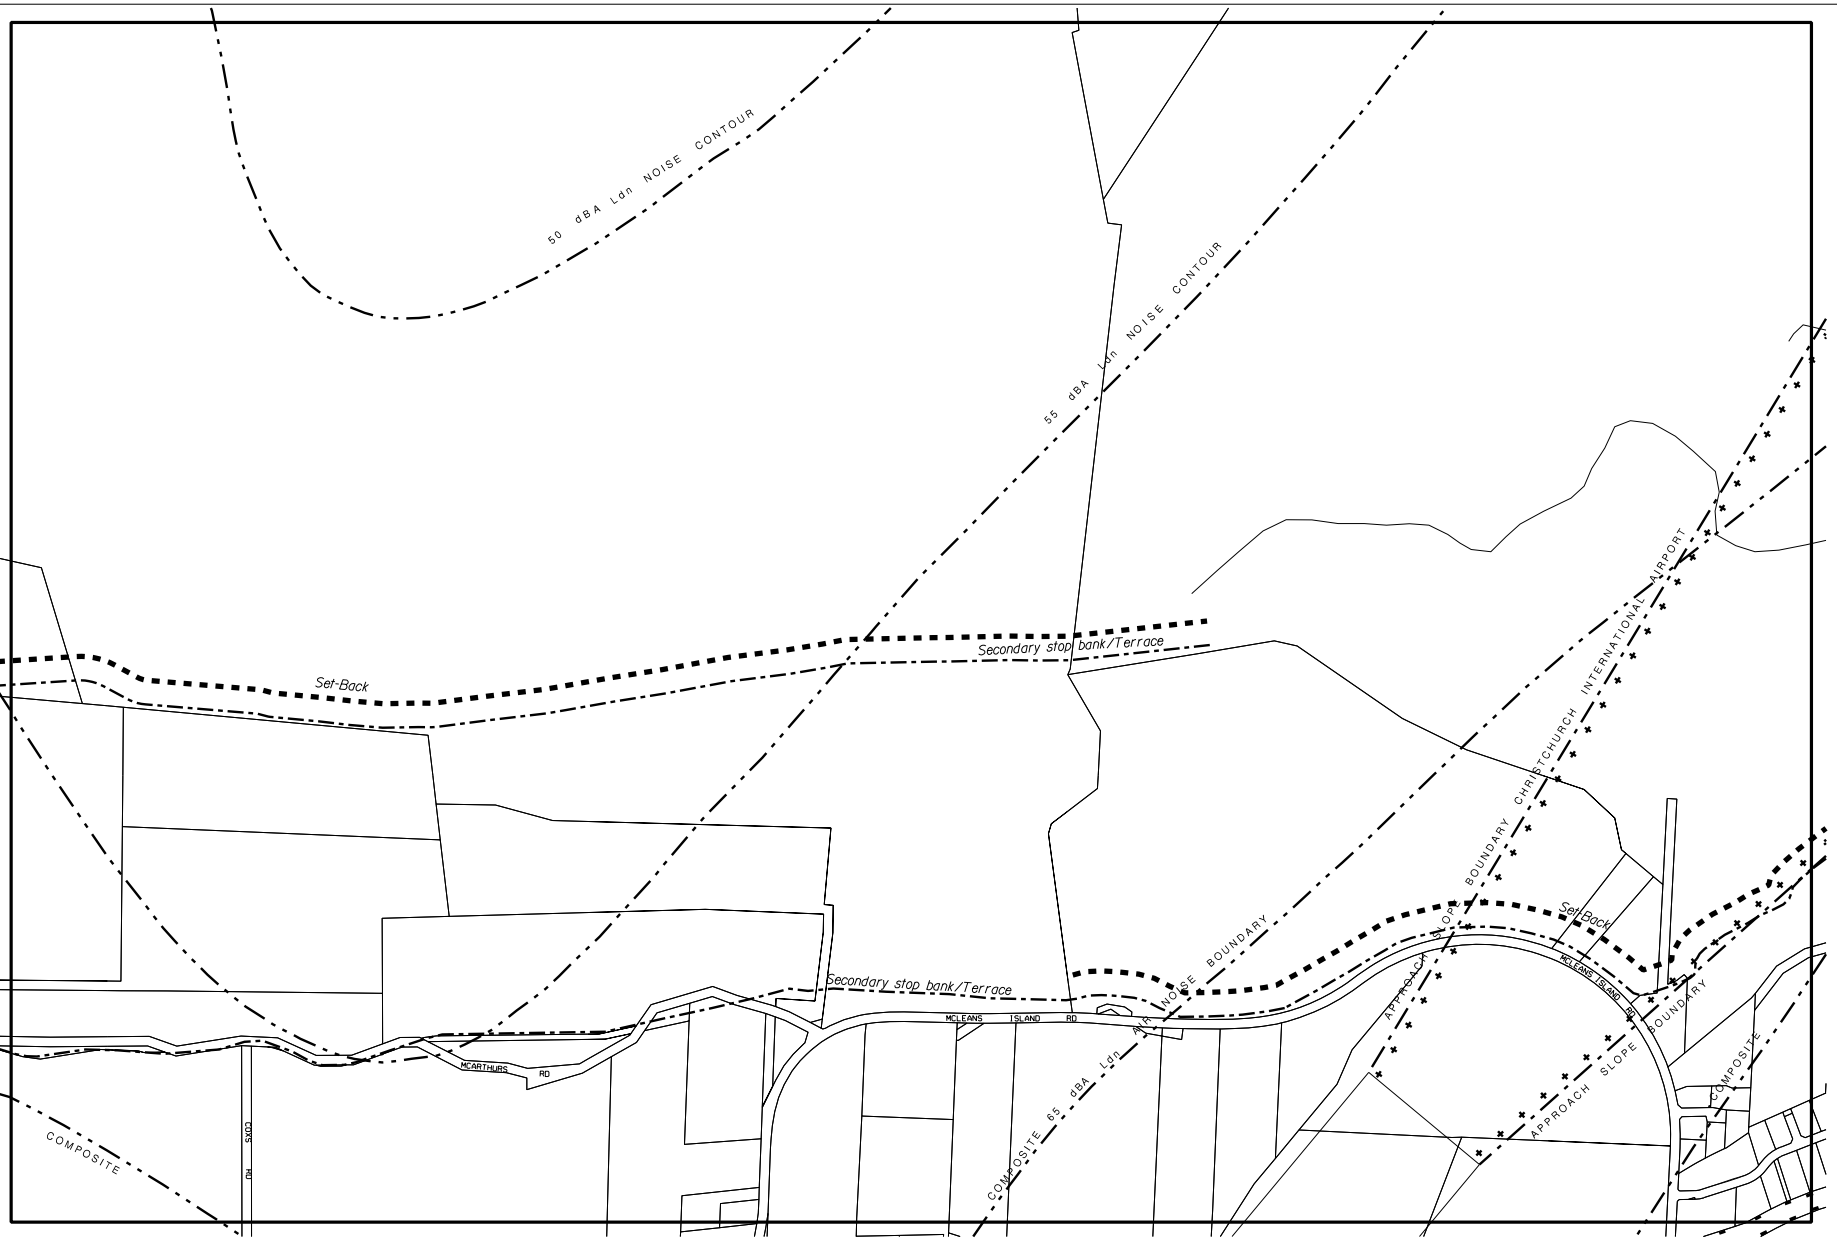 50 dBA Ldn NOISE CONTOUR
55 dBA Ldn NOISE CONTOUR
APPROACH SLOPE BOUNDARY CHRISTCHURCH INTERNATIONAL AIRPORT
Secondary stop bank/Terrace
Set-Back
Set-Back
Secondary stop bank/Terrace
COMPOSITE 65 dBA Ldn AIR NOISE BOUNDARY
MCLEANS ISLAND RD
MCLEANS ISLAND RD
APPROACH SLOPE BOUNDARY
MCARTHURS RD
COMPOSITE
COXS RD
COMPOSITE